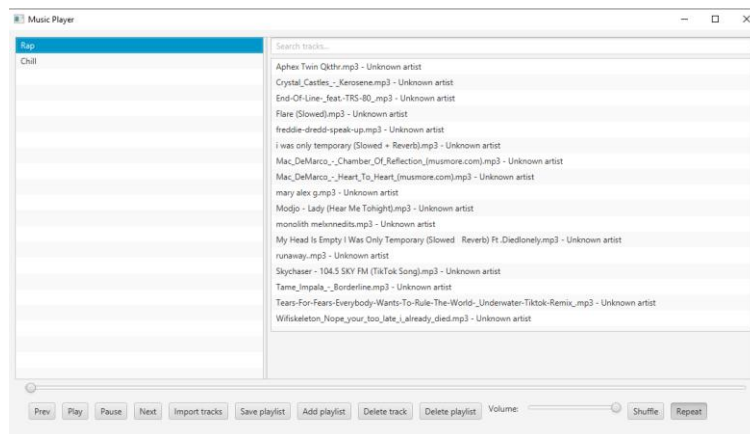 Music Player
Rap
Chill
Search tracks...
Aphex Twin Qkthr.mp3 - Unknown artist
Crystal_Castles_-_Kerosene.mp3 - Unknown artist
End-Of-Line-_feat.-TRS-80_.mp3 - Unknown artist
Flare (Slowed).mp3 - Unknown artist
freddie-dredd-speak-up.mp3 - Unknown artist
i was only temporary (Slowed + Reverb).mp3 - Unknown artist
Mac_DeMarco_-_Chamber_Of_Reflection_(musmore.com).mp3 - Unknown artist
Mac_DeMarco_-_Heart_To_Heart_(musmore.com).mp3 - Unknown artist
mary alex g.mp3 - Unknown artist
Modjo - Lady (Hear Me Tohight).mp3 - Unknown artist
monolith melxnnedits.mp3 - Unknown artist
My Head Is Empty I Was Only Temporary (Slowed Reverb) Ft .Diedlonely.mp3 - Unknown artist
runaway..mp3 - Unknown artist
Skychaser - 104.5 SKY FM (TikTok Song).mp3 - Unknown artist
Tame_Impala_-_Borderline.mp3 - Unknown artist
Tears-For-Fears-Everybody-Wants-To-Rule-The-World-_Underwater-Tiktok-Remix_.mp3 - Unknown artist
Wifiskeleton_Nope_your_too_late_i_already_died.mp3 - Unknown artist
Prev Play Pause Next Import tracks Save playlist Add playlist Delete track Delete playlist Volume: Shuffle Repeat